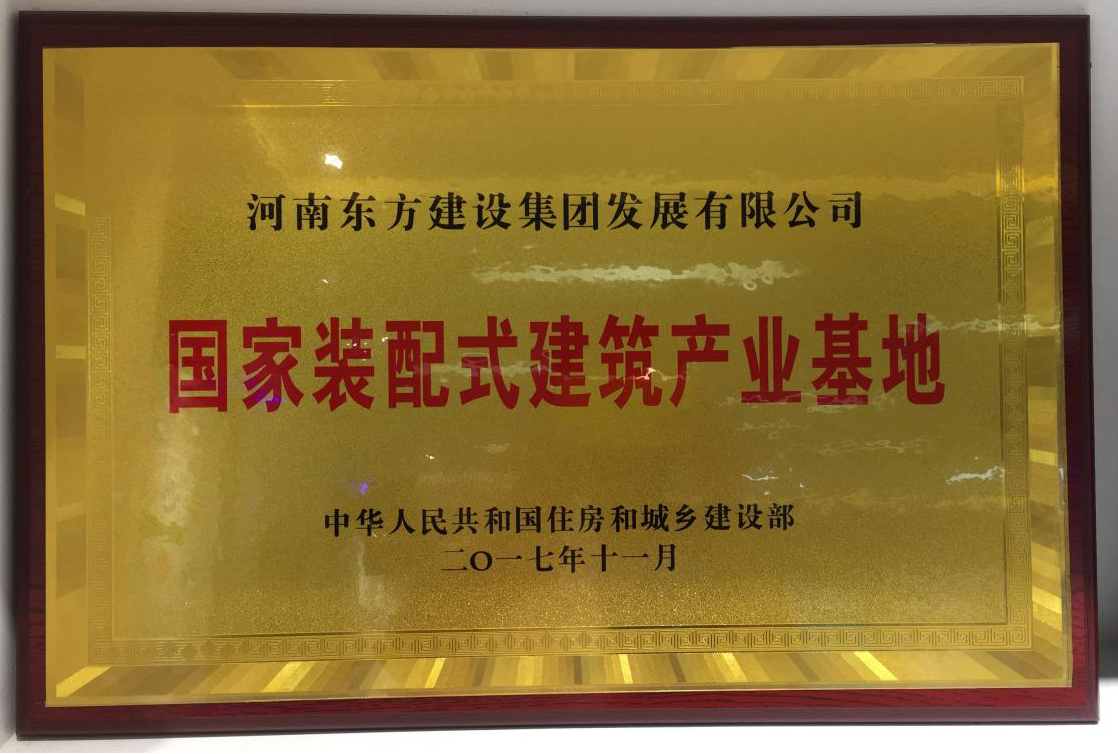 河南东方建设集团发展有限公司
国家装配式建筑产业基地
中华人民共和国住房和城乡建设部
二〇一七年十一月